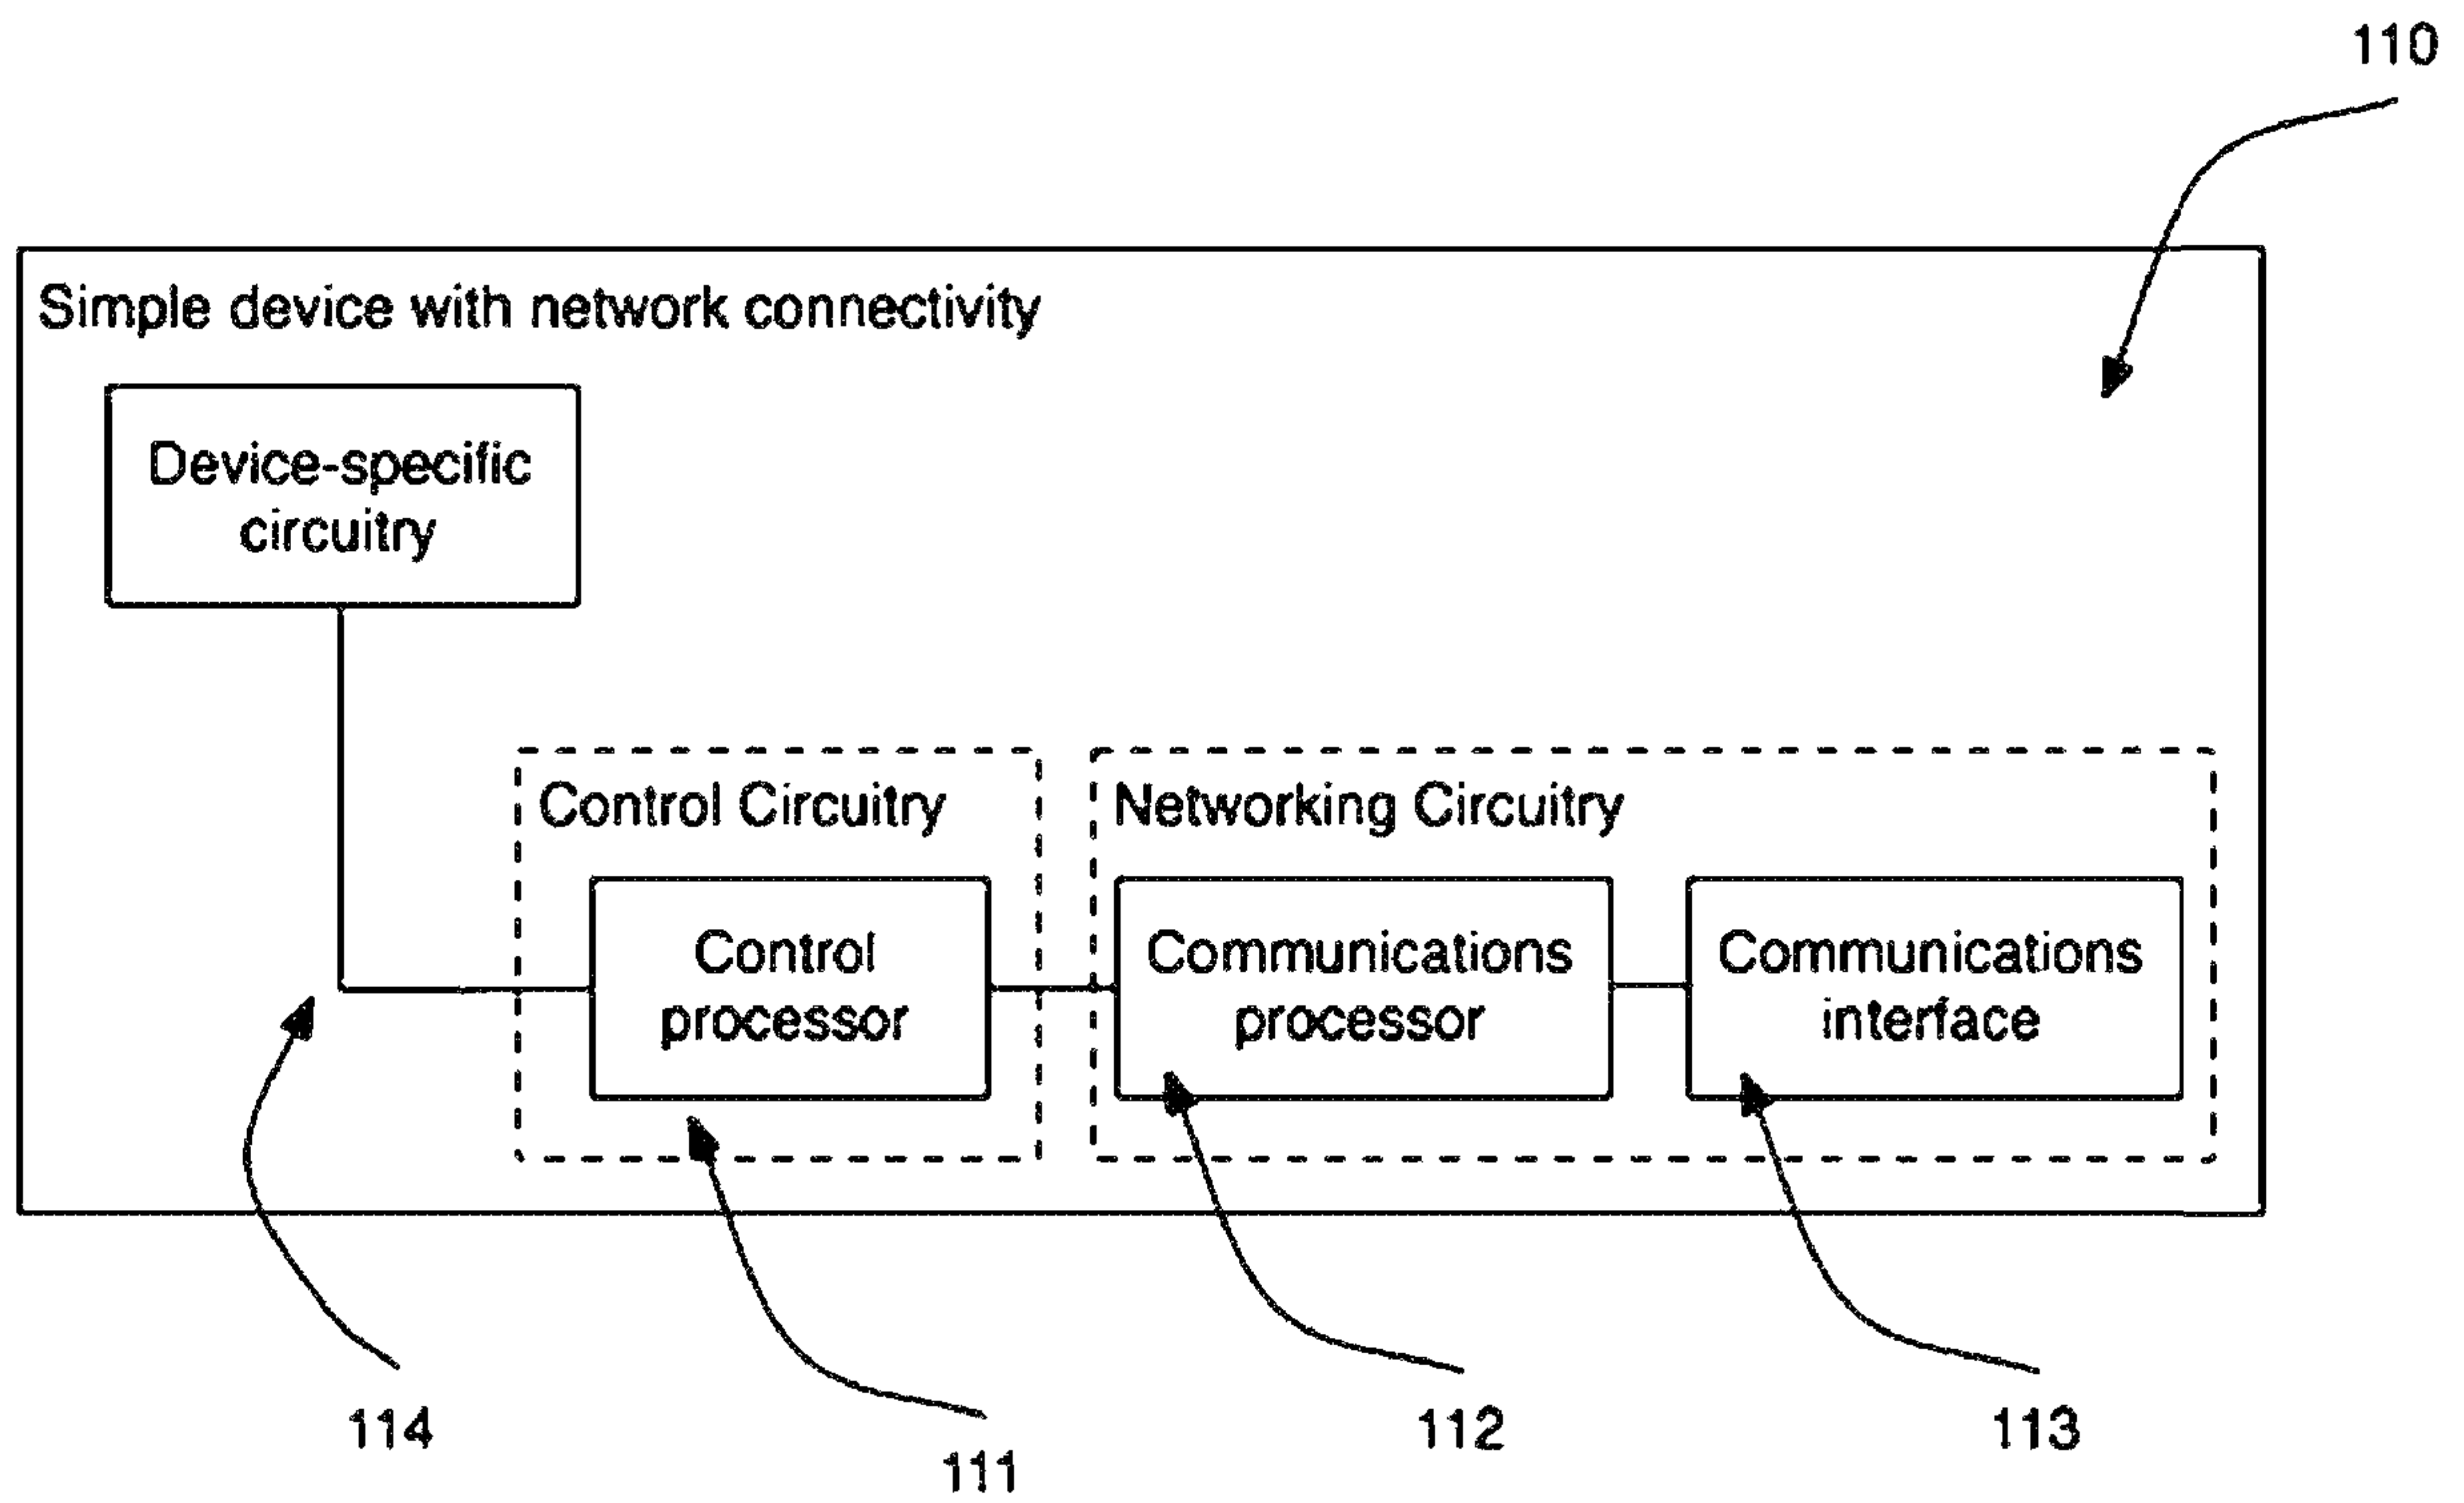 110
Simple device with network connectivity
Device-specific
circuitry
Control Circuitry
Networking Circuitry
Control
processor
Communications
processor
Communications
interface
114
111
112
113